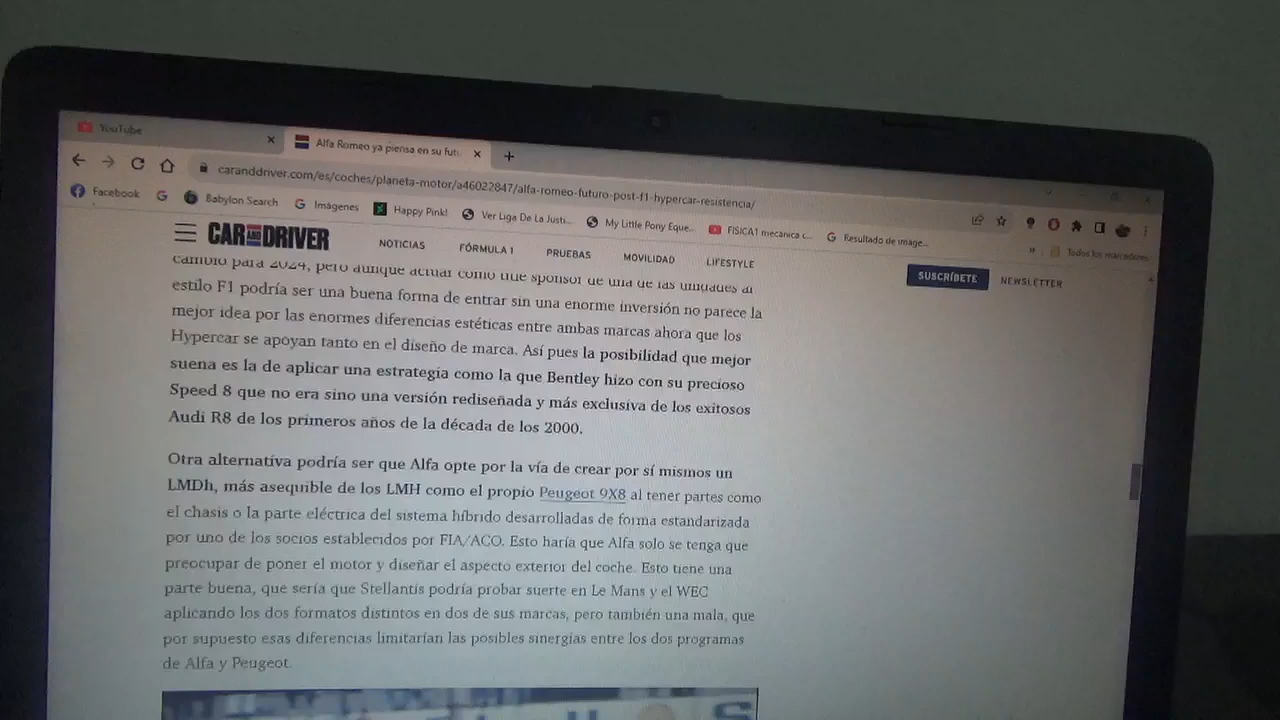 YouTube
Alfa Romeo ya piensa en su futu
caranddriver.com/es/coches/planeta-motor/a46022847/alfa-romeo-futuro-post-f1-hypercar-resistencia/
Facebook
Babylon Search
Imágenes
Happy Pink!
Ver Liga De La Justi...
My Little Pony Eque...
FISICA1 mecanica c...
Resultado de image...
» Todos los marcadores
CAR AND DRIVER
NOTICIAS
FÓRMULA 1
PRUEBAS
MOVILIDAD
LIFESTYLE
SUSCRÍBETE
NEWSLETTER
cambio para 2024, pero aunque actuar como title sponsor de una de las unidades al
estilo F1 podría ser una buena forma de entrar sin una enorme inversión no parece la
mejor idea por las enormes diferencias estéticas entre ambas marcas ahora que los
Hypercar se apoyan tanto en el diseño de marca. Así pues la posibilidad que mejor
suena es la de aplicar una estrategia como la que Bentley hizo con su precioso
Speed 8 que no era sino una versión rediseñada y más exclusiva de los exitosos
Audi R8 de los primeros años de la década de los 2000.
Otra alternativa podría ser que Alfa opte por la vía de crear por sí mismos un
LMDh, más asequible de los LMH como el propio Peugeot 9X8 al tener partes como
el chasis o la parte eléctrica del sistema híbrido desarrolladas de forma estandarizada
por uno de los socios establecidos por FIA/ACO. Esto haría que Alfa solo se tenga que
preocupar de poner el motor y diseñar el aspecto exterior del coche. Esto tiene una
parte buena, que sería que Stellantis podría probar suerte en Le Mans y el WEC
aplicando los dos formatos distintos en dos de sus marcas, pero también una mala, que
por supuesto esas diferencias limitarían las posibles sinergias entre los dos programas
de Alfa y Peugeot.